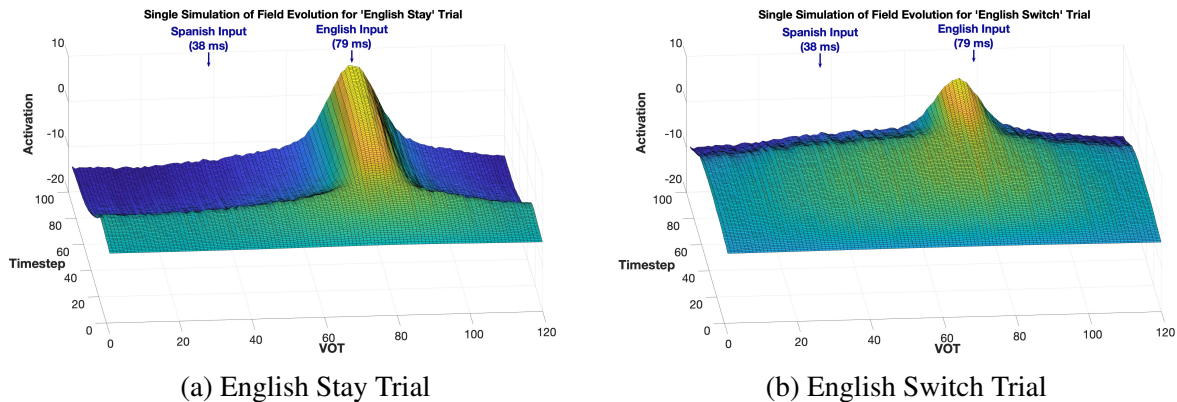 Single Simulation of Field Evolution for 'English Stay' Trial
Spanish Input
(38 ms)
English Input
(79 ms)
10
0
-10
-20
Activation
100
80
60
40
20
0
Timestep
0
20
40
60
80
100
120
VOT
(a) English Stay Trial
Single Simulation of Field Evolution for 'English Switch' Trial
Spanish Input
(38 ms)
English Input
(79 ms)
10
0
-10
-20
Activation
100
80
60
40
20
0
Timestep
0
20
40
60
80
100
120
VOT
(b) English Switch Trial